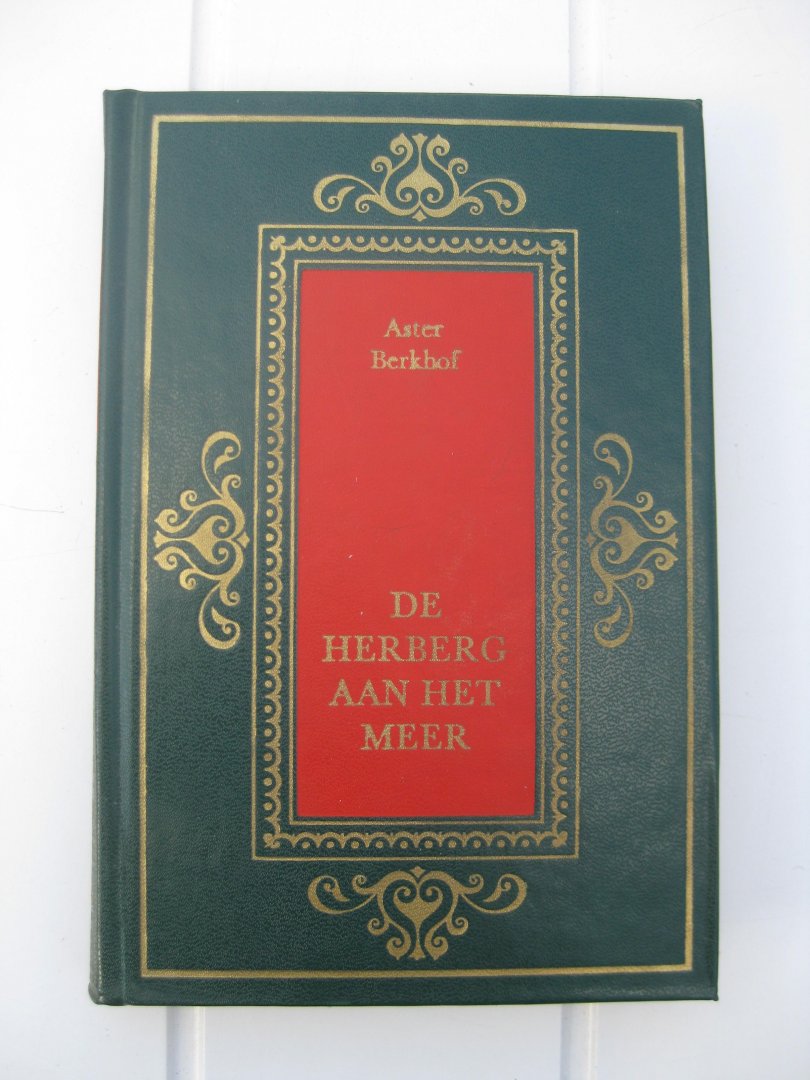 Aster
Berkhof
DE
HERBERG
AAN HET
MEER